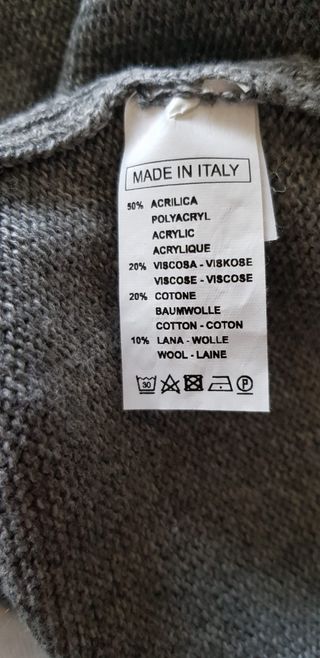 MADE IN ITALY
50% ACRILICA
POLYACRYL
ACRYLIC
ACRYLIQUE
20% VISCOSA - VISKOSE
VISCOSE - VISCOSE
20% COTONE
BAUMWOLLE
COTTON - COTON
10% LANA - WOLLE
WOOL - LAINE
30 P